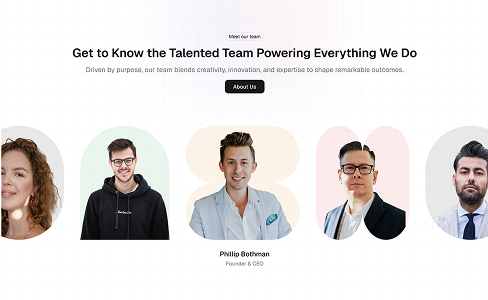 Meet our team
Get to Know the Talented Team Powering Everything We Do
Driven by purpose, our team blends creativity, innovation, and expertise to shape remarkable outcomes.
About Us
Phillip Bothman
Founder & CEO